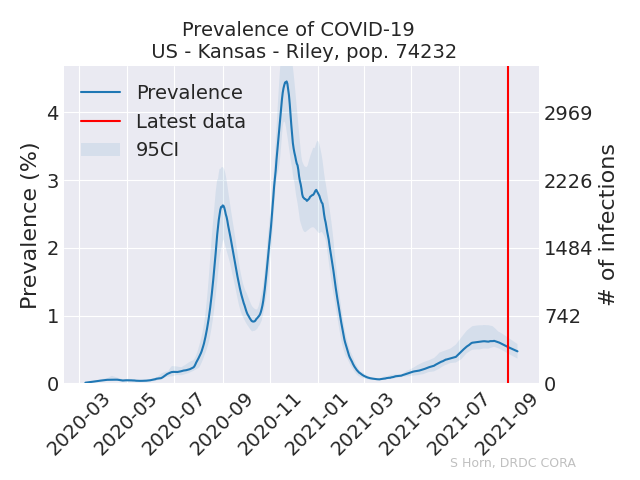 Prevalence of COVID-19
US - Kansas - Riley, pop. 74232
Prevalence
Latest data
95CI
Prevalence (%)
4
3
2
1
0
2969
2226
1484
742
0
# of infections
2020-03
2020-05
2020-07
2020-09
2020-11
2021-01
2021-03
2021-05
2021-07
2021-09
S Horn, DRDC CORA